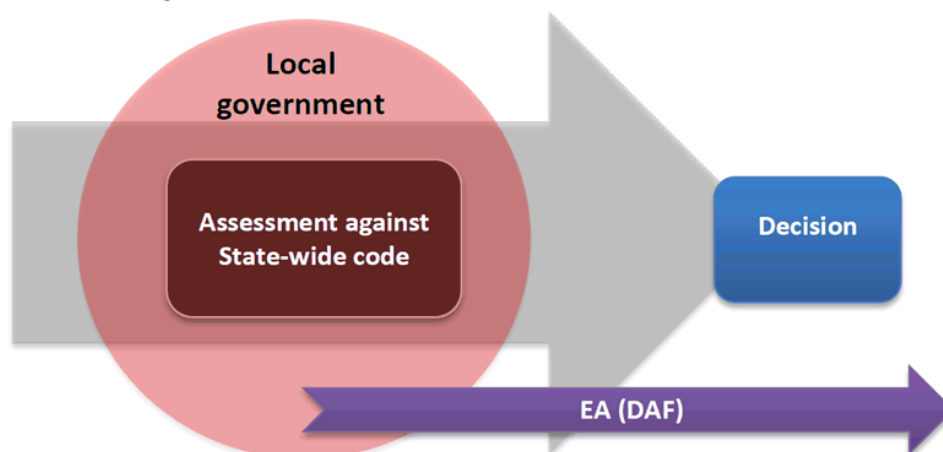 Local
government
Assessment against
State-wide code
Decision
EA (DAF)